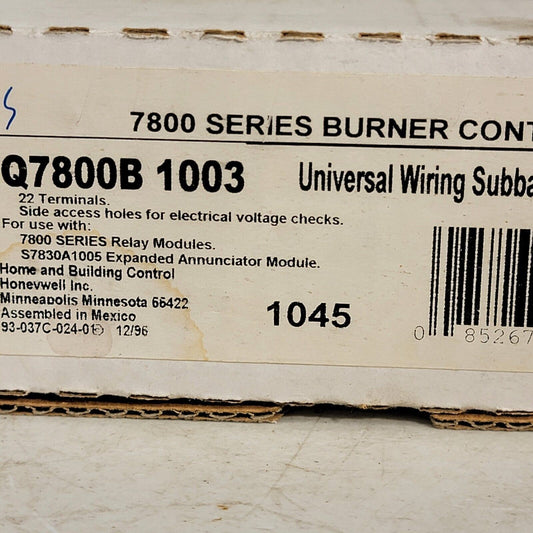 7800 SERIES BURNER CONT
Q7800B 1003 Universal Wiring Subba
22 Terminals.
Side access holes for electrical voltage checks.
For use with:
7800 SERIES Relay Modules.
S7830A1005 Expanded Annunciator Module.
Home and Building Control
Honeywell Inc.
Minneapolis Minnesota 55422
Assembled in Mexico
93-037C-024-01 12/96
1045
0 85267